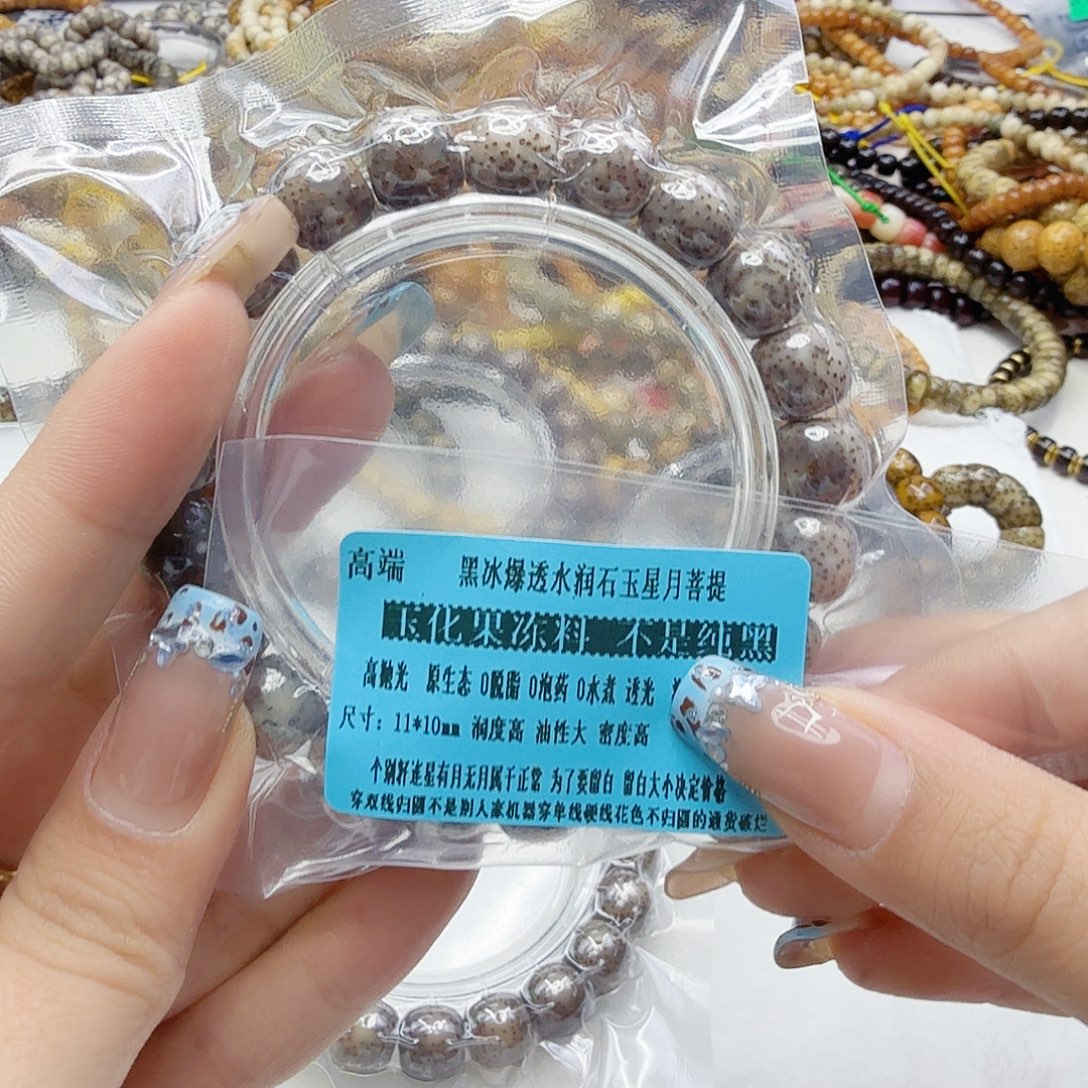 高端 黑冰爆透水润石玉星月菩提
玉化果冻料 不是纯黑
高抛光 原生态 0脱脂 0泡药 0水煮 透光
尺寸：11*10mm 润度高 油性大 密度高
个别籽连星有月无月属于正常 为了要留白 留白大小决定价格
穿双线归圆不是别人家机器穿单线硬线花色不归圆的通货破烂